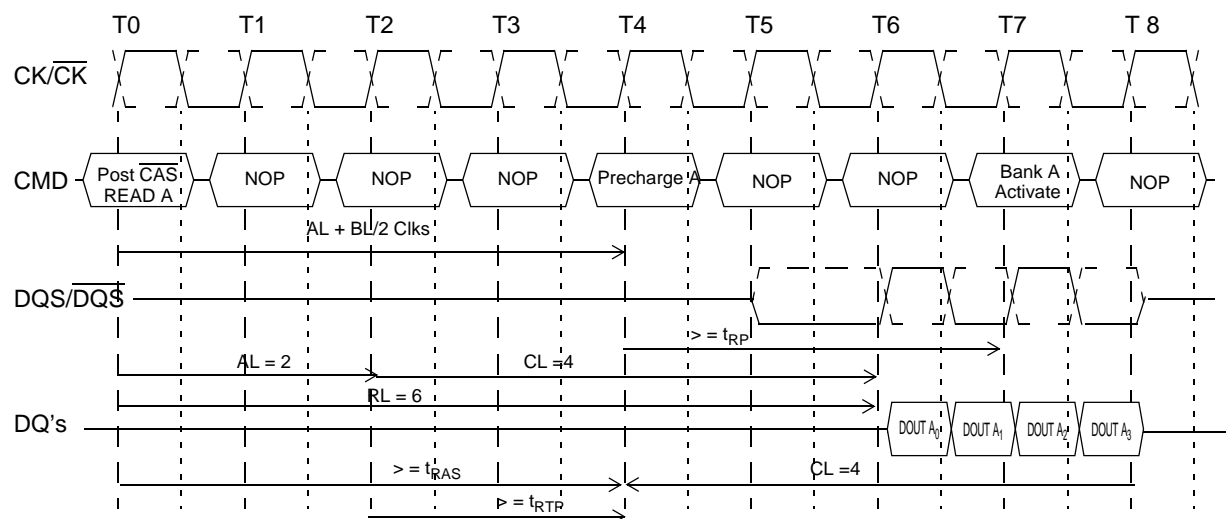 T0 T1 T2 T3 T4 T5 T6 T7 T 8
CK/CK
CMD
Post CAS
READ A
NOP
NOP
NOP
Precharge A
NOP
NOP
Bank A
Activate
NOP
AL + BL/2 Clks
DQS/DQS
> = tRP
AL = 2
CL =4
RL = 6
DQ's
DOUT A0
DOUT A1
DOUT A2
DOUT A3
> = tRAS
CL =4
> = tRTP